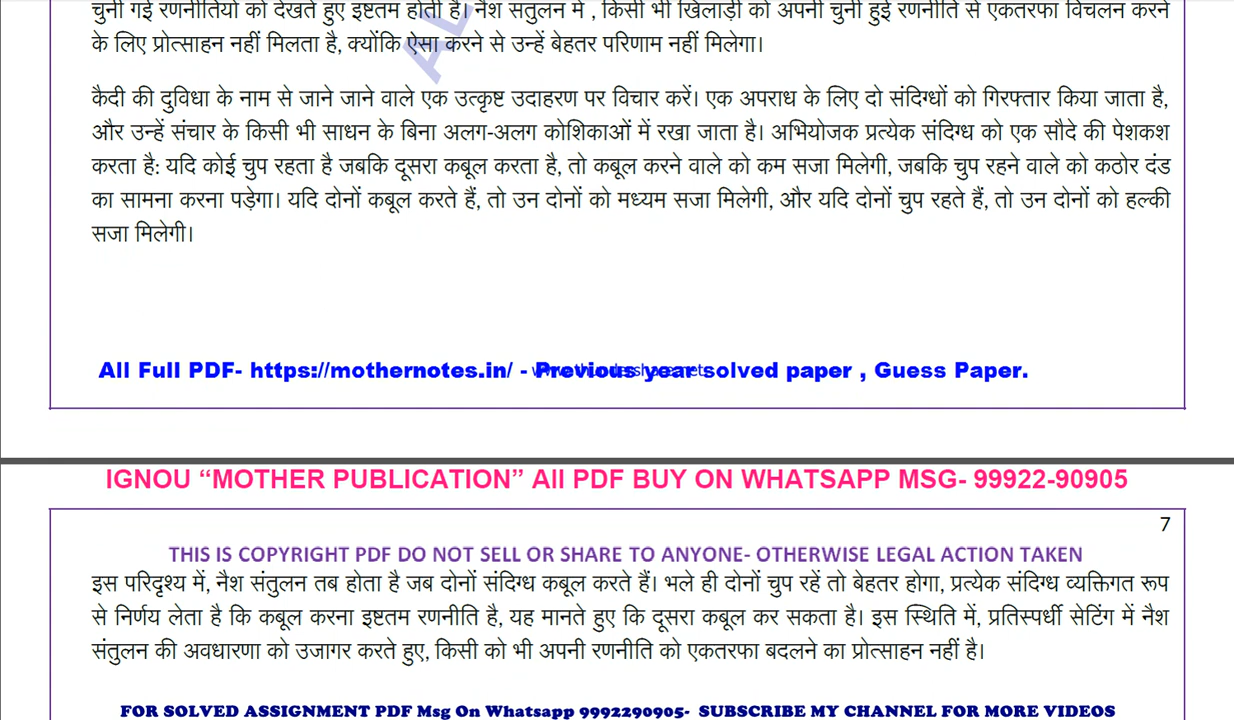 चुनी गई रणनीतियों को देखते हुए इष्टतम होती है। नैश संतुलन में , किसी भी खिलाड़ी को अपनी चुनी हुई रणनीति से एकतरफा विचलन करने
के लिए प्रोत्साहन नहीं मिलता है, क्योंकि ऐसा करने से उन्हें बेहतर परिणाम नहीं मिलेगा।
AL
कैदी की दुविधा के नाम से जाने जाने वाले एक उत्कृष्ट उदाहरण पर विचार करें। एक अपराध के लिए दो संदिग्धों को गिरफ्तार किया जाता है,
और उन्हें संचार के किसी भी साधन के बिना अलग-अलग कोशिकाओं में रखा जाता है। अभियोजक प्रत्येक संदिग्ध को एक सौदे की पेशकश
करता है: यदि कोई चुप रहता है जबकि दूसरा कबूल करता है, तो कबूल करने वाले को कम सजा मिलेगी, जबकि चुप रहने वाले को कठोर दंड
का सामना करना पड़ेगा। यदि दोनों कबूल करते हैं, तो उन दोनों को मध्यम सजा मिलेगी, और यदि दोनों चुप रहते हैं, तो उन दोनों को हल्की
सजा मिलेगी।
All Full PDF- https://mothernotes.in/ - Previous year solved paper , Guess Paper.
www.thundershare.net
IGNOU “MOTHER PUBLICATION” All PDF BUY ON WHATSAPP MSG- 99922-90905
7
THIS IS COPYRIGHT PDF DO NOT SELL OR SHARE TO ANYONE- OTHERWISE LEGAL ACTION TAKEN
इस परिदृश्य में, नैश संतुलन तब होता है जब दोनों संदिग्ध कबूल करते हैं। भले ही दोनों चुप रहें तो बेहतर होगा, प्रत्येक संदिग्ध व्यक्तिगत रूप
से निर्णय लेता है कि कबूल करना इष्टतम रणनीति है, यह मानते हुए कि दूसरा कबूल कर सकता है। इस स्थिति में, प्रतिस्पर्धी सेटिंग में नैश
संतुलन की अवधारणा को उजागर करते हुए, किसी को भी अपनी रणनीति को एकतरफा बदलने का प्रोत्साहन नहीं है।
FOR SOLVED ASSIGNMENT PDF Msg On Whatsapp 9992290905- SUBSCRIBE MY CHANNEL FOR MORE VIDEOS